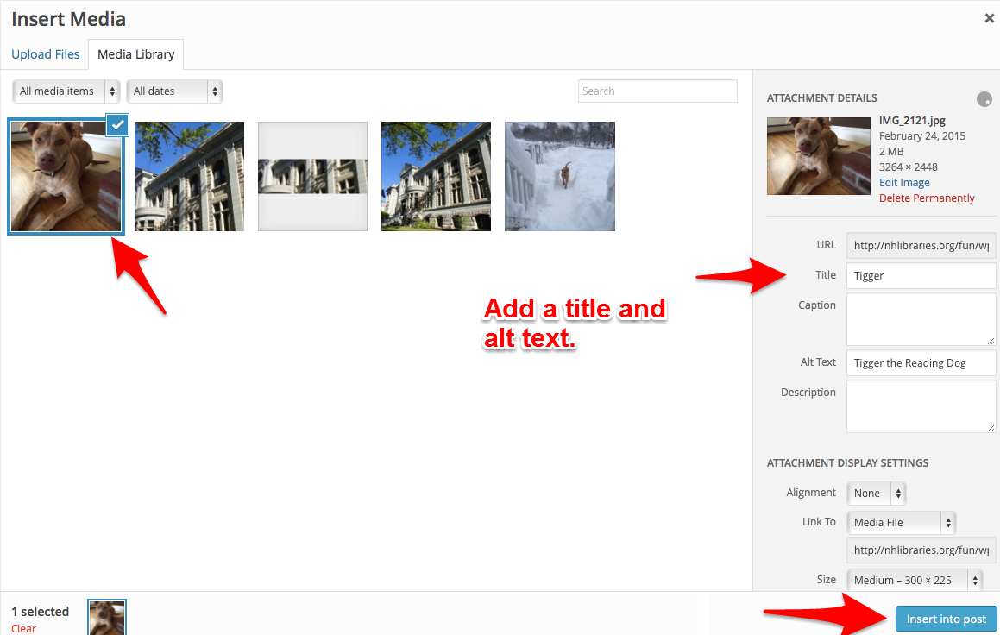 Insert Media
Upload Files
Media Library
All media items
All dates
Search
ATTACHMENT DETAILS
IMG_2121.jpg
February 24, 2015
2 MB
3264 × 2448
Edit Image
Delete Permanently
URL http://nhlibraries.org/fun/wp
Title Tigger
Caption
Alt Text Tigger the Reading Dog
Description
Add a title and
alt text.
ATTACHMENT DISPLAY SETTINGS
Alignment None
Link To Media File
http://nhlibraries.org/fun/wp
Size Medium – 300 × 225
1 selected
Clear
Insert into post